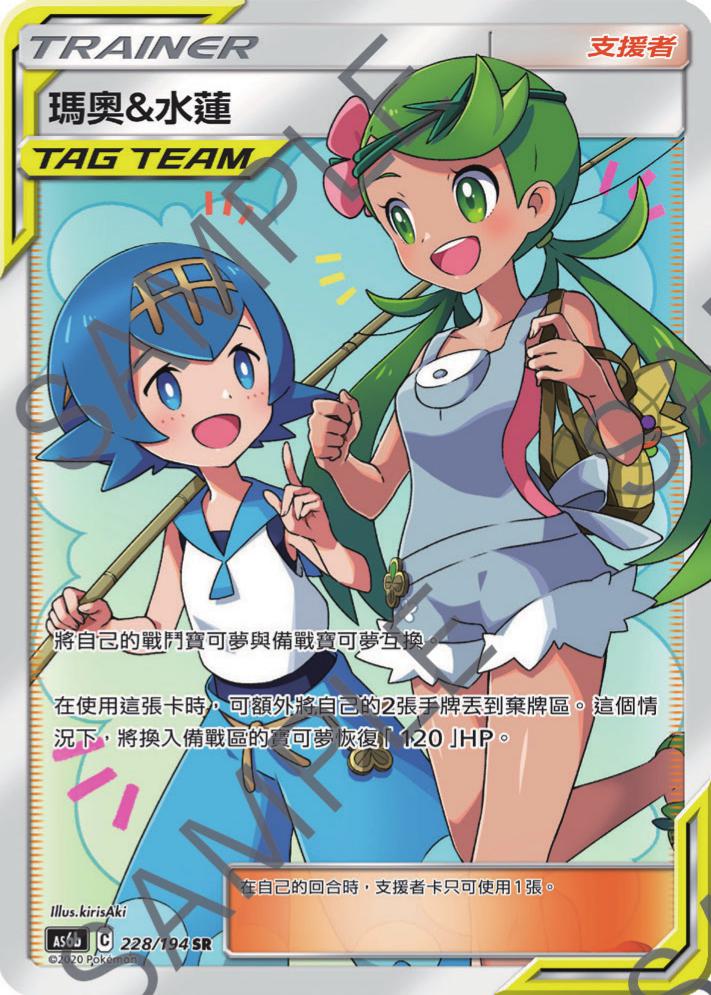 TRAINER
支援者
瑪奧&水蓮
TAG TEAM
將自己的戰鬥寶可夢與備戰寶可夢互換。
在使用這張卡時，可額外將自己的2張手牌丟到棄牌區。這個情
況下，將換入備戰區的寶可夢恢復「120」HP。
在自己的回合時，支援者卡只可使用1張。
Illus.kirisAki
AS6b C 228/194 SR
©2020 Pokémon
SAMPLE
SAMPLE
SAMPLE